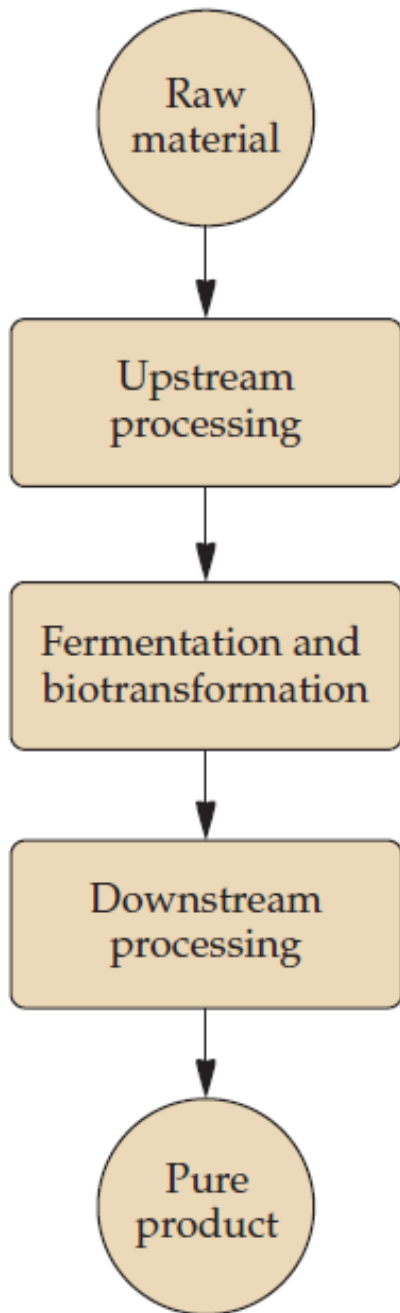 Raw
material
Upstream
processing
Fermentation and
biotransformation
Downstream
processing
Pure
product